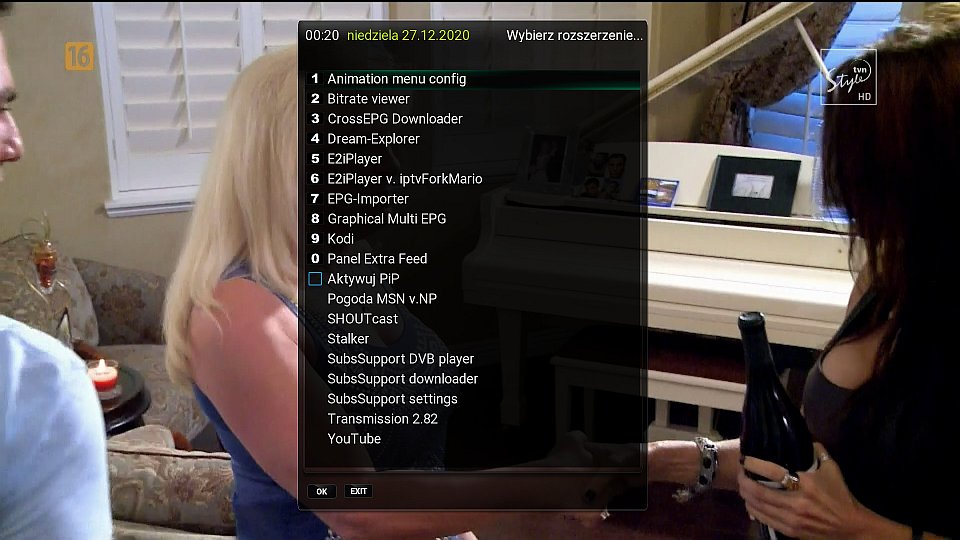 00:20 niedziela 27.12.2020 Wybierz rozszerzenie...
16
tvn
Style
HD
1 Animation menu config
2 Bitrate viewer
3 CrossEPG Downloader
4 Dream-Explorer
5 E2iPlayer
6 E2iPlayer v. iptvForkMario
7 EPG-Importer
8 Graphical Multi EPG
9 Kodi
0 Panel Extra Feed
Aktywuj PiP
Pogoda MSN v.NP
SHOUTcast
Stalker
SubsSupport DVB player
SubsSupport downloader
SubsSupport settings
Transmission 2.82
YouTube
OK EXIT